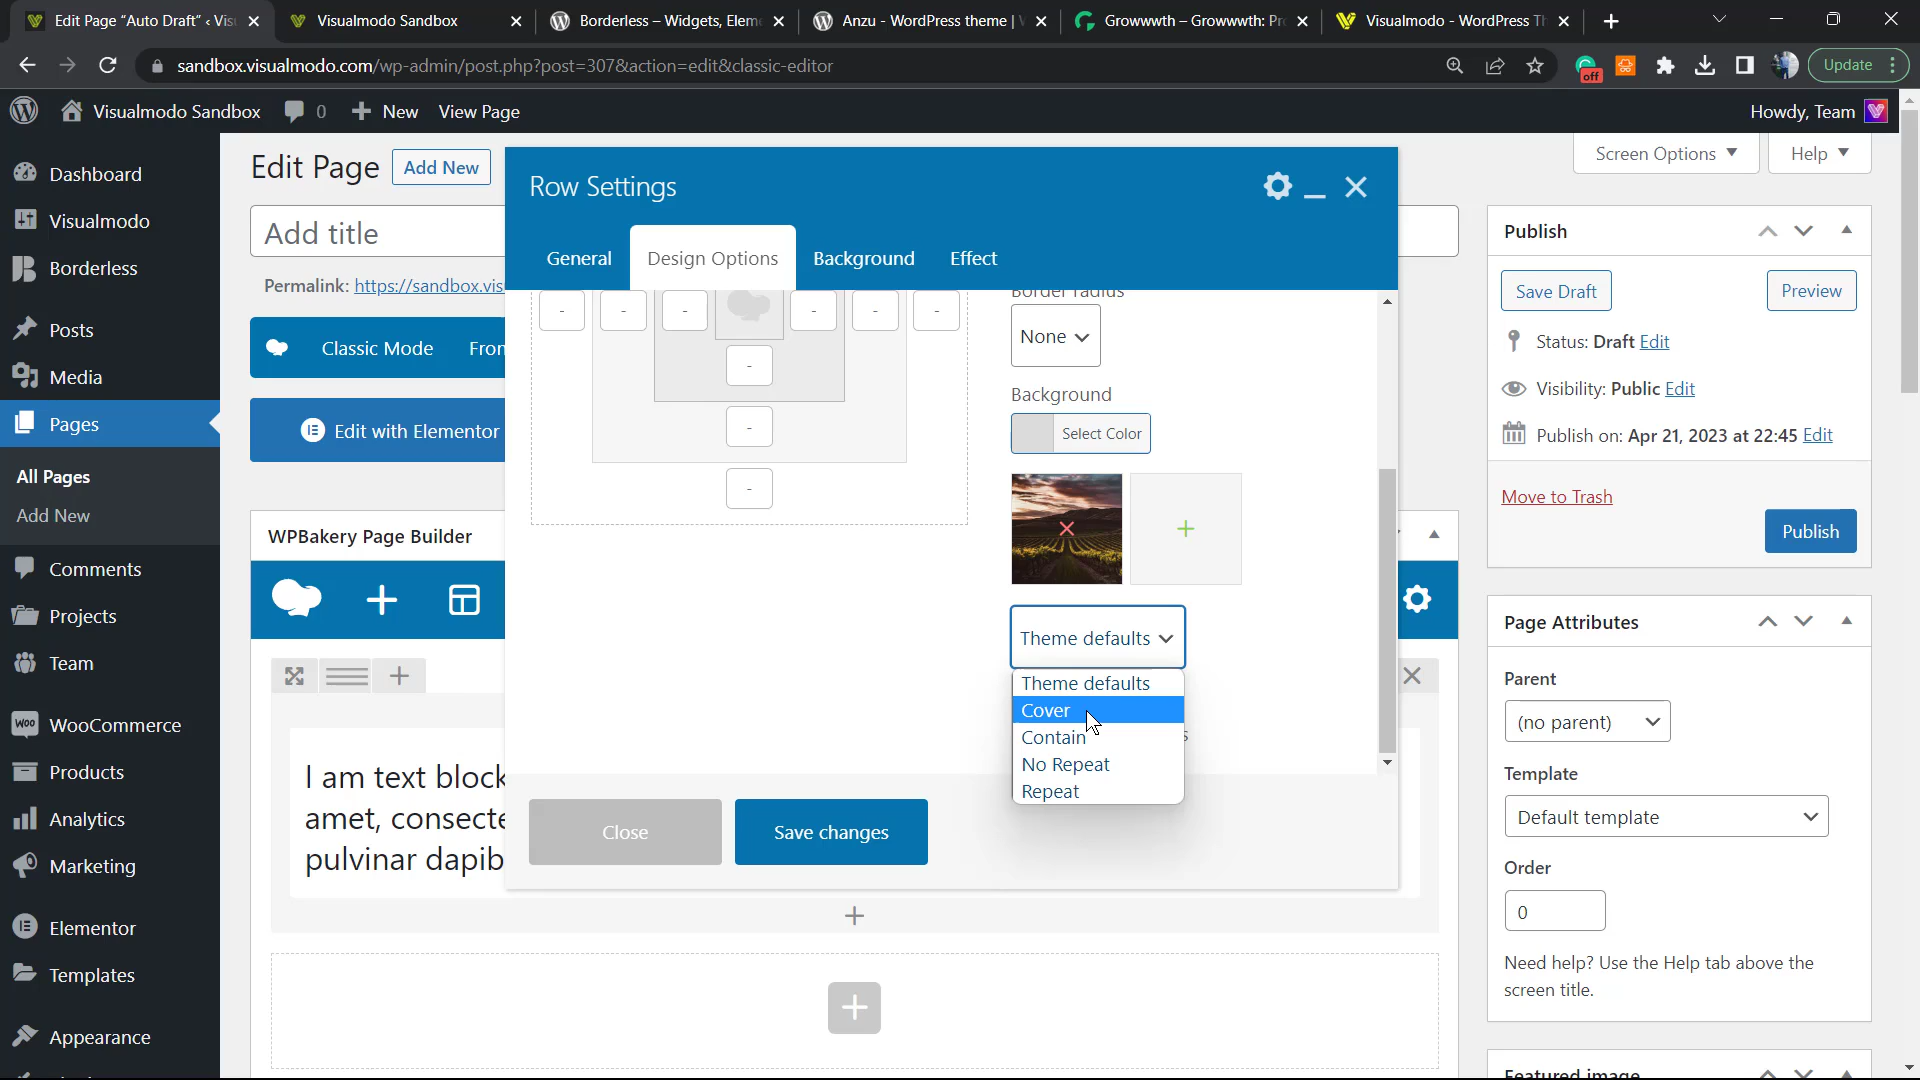 Edit Page "Auto Draft" ‹ Vis
Visualmodo Sandbox
Borderless – Widgets, Elem
Anzu - WordPress theme |
Growwwth – Growwwth: Pr
Visualmodo - WordPress Th
sandbox.visualmodo.com/wp-admin/post.php?post=307&action=edit&classic-editor
off
Update
Visualmodo Sandbox
0
New
View Page
Howdy, Team
Dashboard
Visualmodo
Borderless
Posts
Media
Pages
All Pages
Add New
Comments
Projects
Team
WooCommerce
Products
Analytics
Marketing
Elementor
Templates
Appearance
Edit Page
Add New
Screen Options
Help
Add title
Permalink: https://sandbox.vis
Classic Mode
Fron
Edit with Elementor
WPBakery Page Builder
I am text block
amet, consecte
pulvinar dapib
Row Settings
General
Design Options
Background
Effect
- - - - - -
-
-
-
Border radius
None
Background
Select Color
Theme defaults
Theme defaults
Cover
Contain
No Repeat
Repeat
s
Close
Save changes
Publish
Save Draft
Preview
Status: Draft Edit
Visibility: Public Edit
Publish on: Apr 21, 2023 at 22:45 Edit
Move to Trash
Publish
Page Attributes
Parent
(no parent)
Template
Default template
Order
0
Need help? Use the Help tab above the
screen title.
Featured image